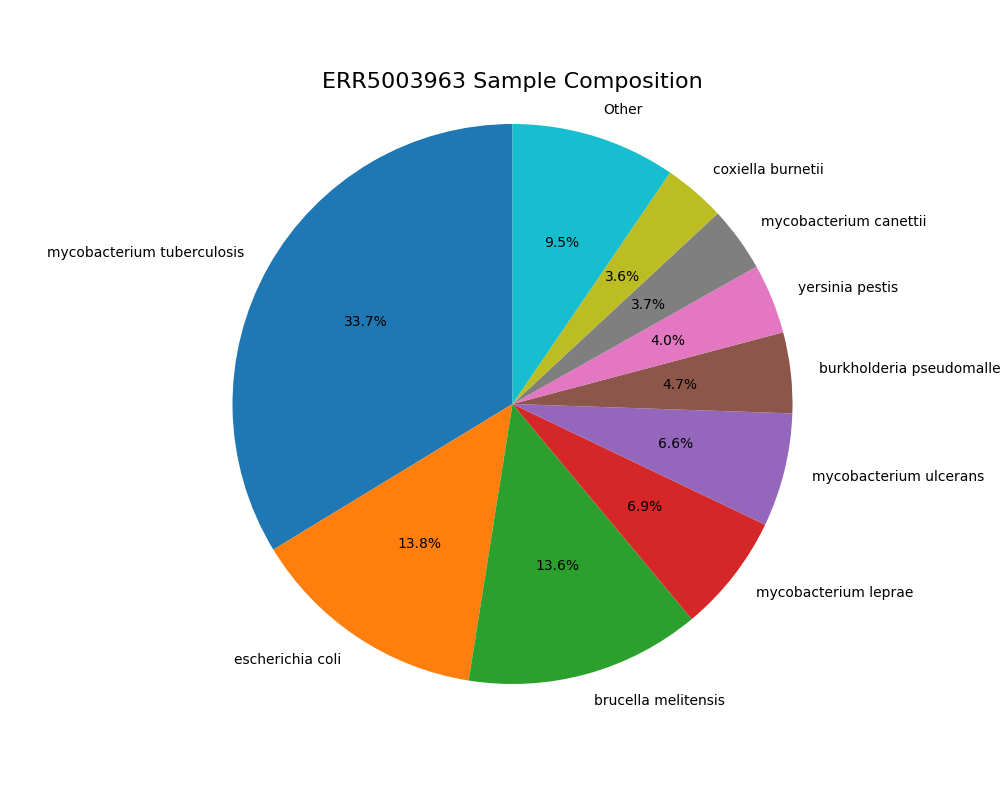 ERR5003963 Sample Composition
Other
coxiella burnetii
mycobacterium canettii
yersinia pestis
burkholderia pseudomalle
mycobacterium ulcerans
mycobacterium leprae
brucella melitensis
escherichia coli
mycobacterium tuberculosis
9.5%
3.6%
3.7%
4.0%
4.7%
6.6%
6.9%
13.6%
13.8%
33.7%